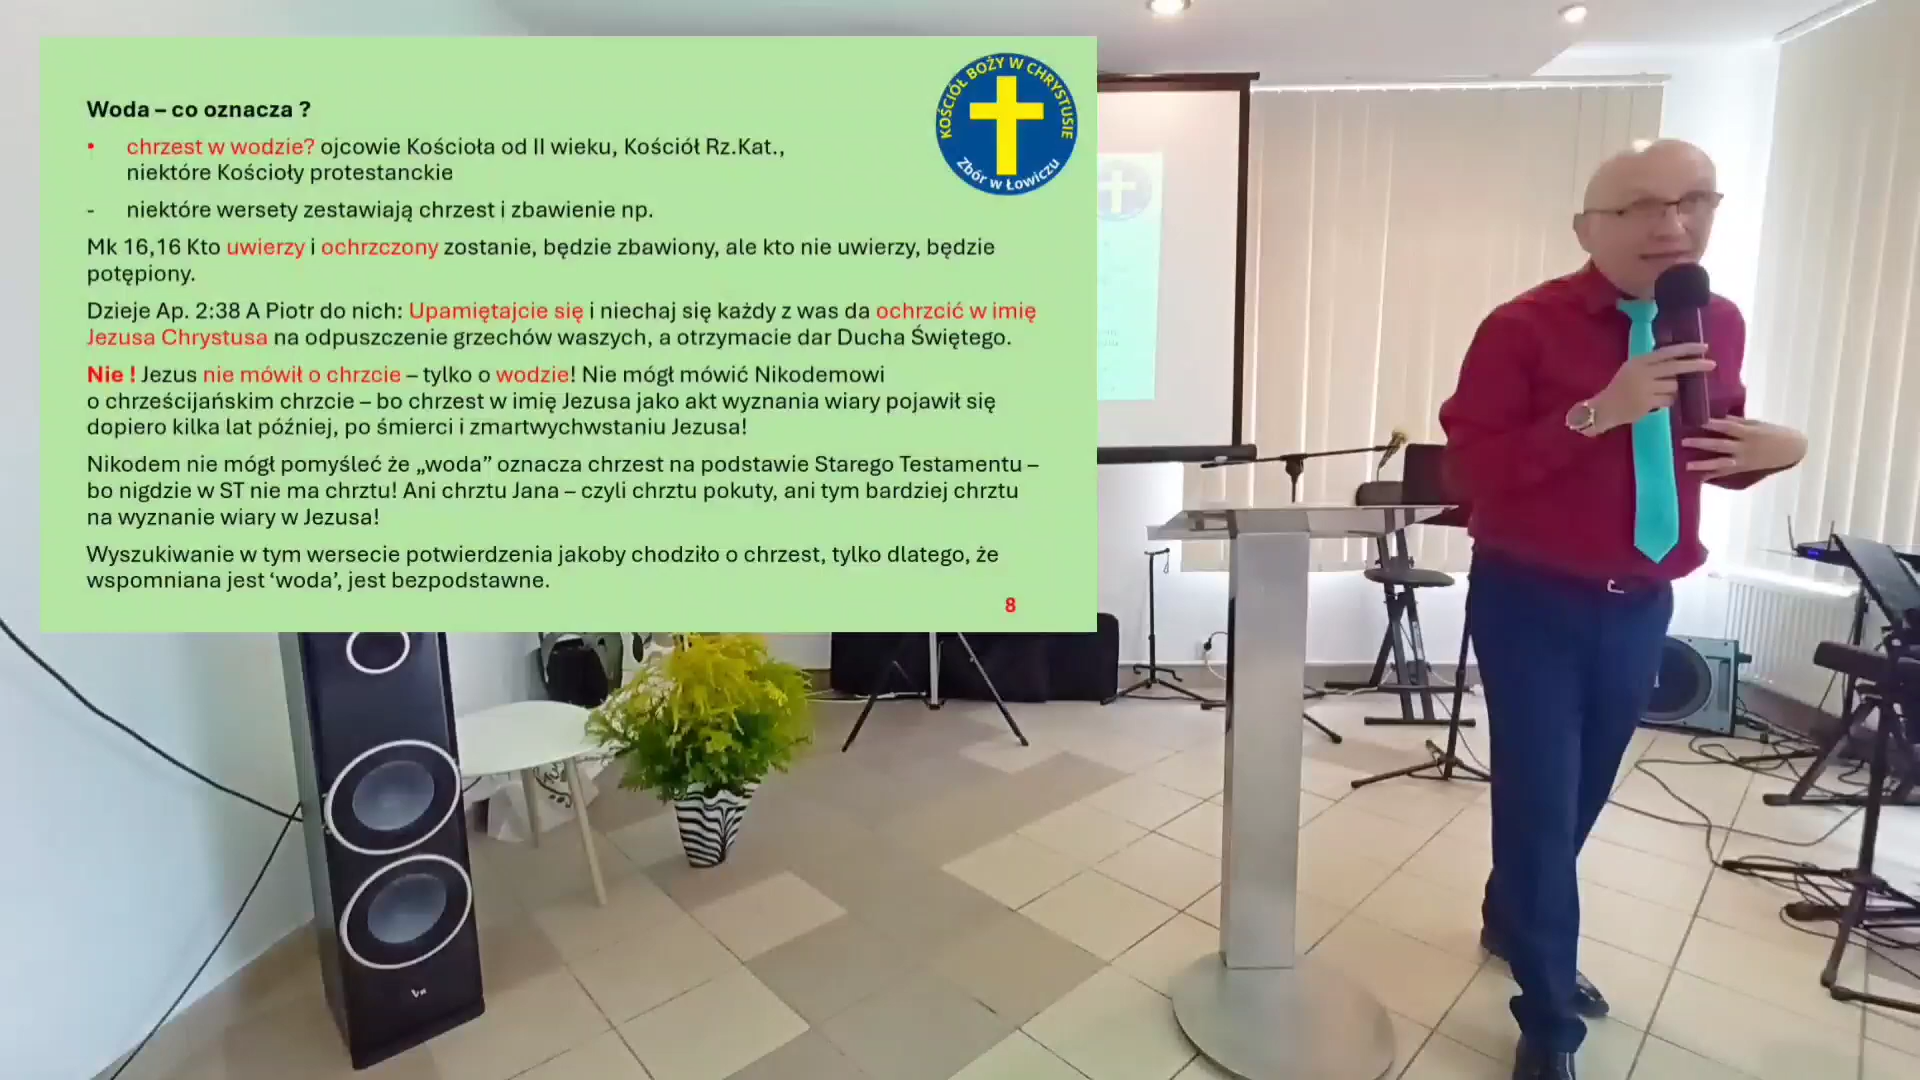 Woda – co oznacza ?
• chrzest w wodzie? ojcowie Kościoła od II wieku, Kościół Rz.Kat.,
niektóre Kościoły protestanckie
- niektóre wersety zestawiają chrzest i zbawienie np.
Mk 16,16 Kto uwierzy i ochrzczony zostanie, będzie zbawiony, ale kto nie uwierzy, będzie
potępiony.
Dzieje Ap. 2:38 A Piotr do nich: Upamiętajcie się i niechaj się każdy z was da ochrzcić w imię
Jezusa Chrystusa na odpuszczenie grzechów waszych, a otrzymacie dar Ducha Świętego.
Nie ! Jezus nie mówił o chrzcie – tylko o wodzie! Nie mógł mówić Nikodemowi
o chrześcijańskim chrzcie – bo chrzest w imię Jezusa jako akt wyznania wiary pojawił się
dopiero kilka lat później, po śmierci i zmartwychwstaniu Jezusa!
Nikodem nie mógł pomyśleć że „woda” oznacza chrzest na podstawie Starego Testamentu –
bo nigdzie w ST nie ma chrztu! Ani chrztu Jana – czyli chrztu pokuty, ani tym bardziej chrztu
na wyznanie wiary w Jezusa!
Wyszukiwanie w tym wersecie potwierdzenia jakoby chodziło o chrzest, tylko dlatego, że
wspomniana jest ‘woda’, jest bezpodstawne.
8
KOŚCIÓŁ BOŻY W CHRYSTUSIE
Zbór w Łowiczu